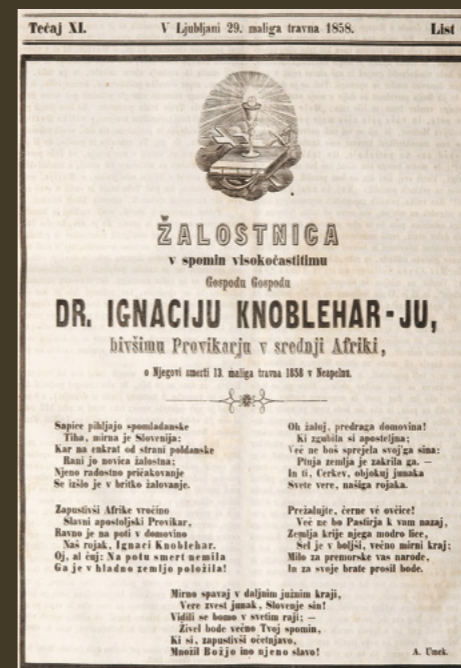 Tečaj XI.
V Ljubljani 29. maliga travna 1858.
List
ŽALOSTNICA
v spomin visokočastitimu
Gospodu Gospodu
DR. IGNACIJU KNOBLEHAR-JU,
bivšimu Provikarju v srednji Afriki,
o Njegovi smerti 13. maliga travna 1858 v Neapelnu.
Sapice pihljajo spomladanske
Tiha, mirna je Slovenija:
Kar na enkrat od strani poldanske
Rani jo novica žalostna;
Njeno radostno pričakovanje
Se izlo je v britko žalovanje.
Zapustivši Afrike vročino
Slavni apostoljski Provikar,
Ravno je na poti v domovino
Naš rojak, Ignaci Knoblehar.
Oj, al čuj: Na potu smert nemila
Ga je v hladno zemljo položila!
Oh žaluj, predraga domovina!
Ki zgubila si aposteljna;
Več ne boš sprejela svoj'ga sina:
Ptuja zemlja je zakrila ga. —
In ti, Cerkev, objokuj junaka
Svete vere, našiga rojaka.
Prežalujte, černe vé ovčice!
Več ne bo Pastirja k vam nazaj,
Zemlja krije njega modro lice,
Šel je v boljši, večno mirni kraj;
Milo za premorske vas narode,
In za svoje brate prosil bode.
Mirno spavaj v daljnim južnim kraji,
Vere zvest junak, Slovenje sin!
Vidili se bomo v svetim raji; —
Živel bode večno Tvoj spomin,
Ki si, zapustivši očetnjavo,
Množil Božjo ino njeno slavo!
A. Umek.